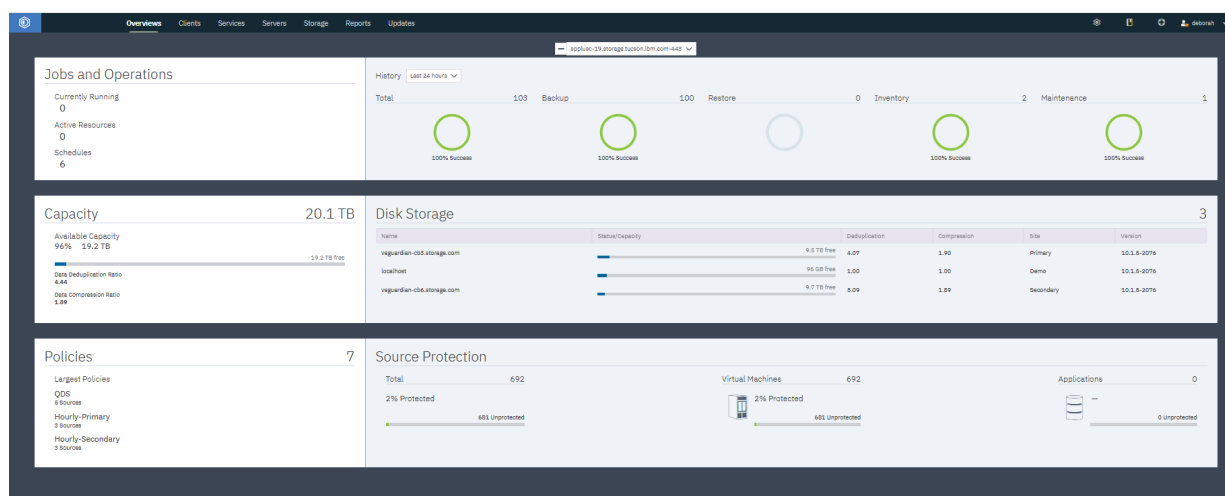 Overviews Clients Services Servers Storage Reports Updates deborah
spplusc-19.storage.tucson.ibm.com-443
Jobs and Operations
Currently Running
0
Active Resources
0
Schedules
6
History Last 24 hours
Total 103 Backup 100 Restore 0 Inventory 2 Maintenance 1
100% Success 100% Success 100% Success 100% Success
Capacity 20.1 TB
Available Capacity
96% 19.2 TB
19.2 TB free
Data Deduplication Ratio
4.44
Data Compression Ratio
1.89
Disk Storage 3
Name Status/Capacity Deduplication Compression Site Version
vsguardian-cb5.storage.com 9.5 TB free 4.07 1.90 Primary 10.1.5-2076
localhost 96 GB free 1.00 1.00 Demo 10.1.5-2076
vsguardian-cb6.storage.com 9.7 TB free 5.09 1.89 Secondary 10.1.5-2076
Policies 7
Largest Policies
QDS
5 Sources
Hourly-Primary
3 Sources
Hourly-Secondary
3 Sources
Source Protection
Total 692 Virtual Machines 692 Applications 0
2% Protected 2% Protected –
681 Unprotected 681 Unprotected 0 Unprotected